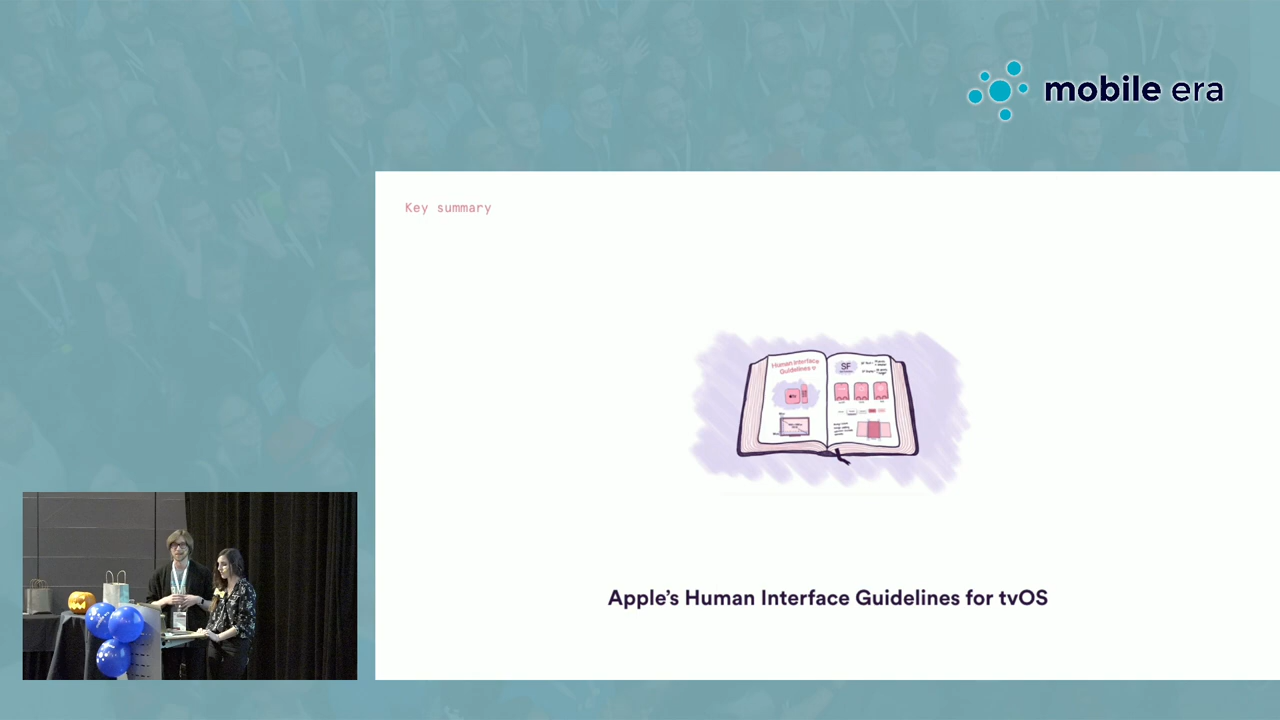 mobile era
Key summary
Human Interface
Guidelines
SF
Apple's Human Interface Guidelines for tvOS